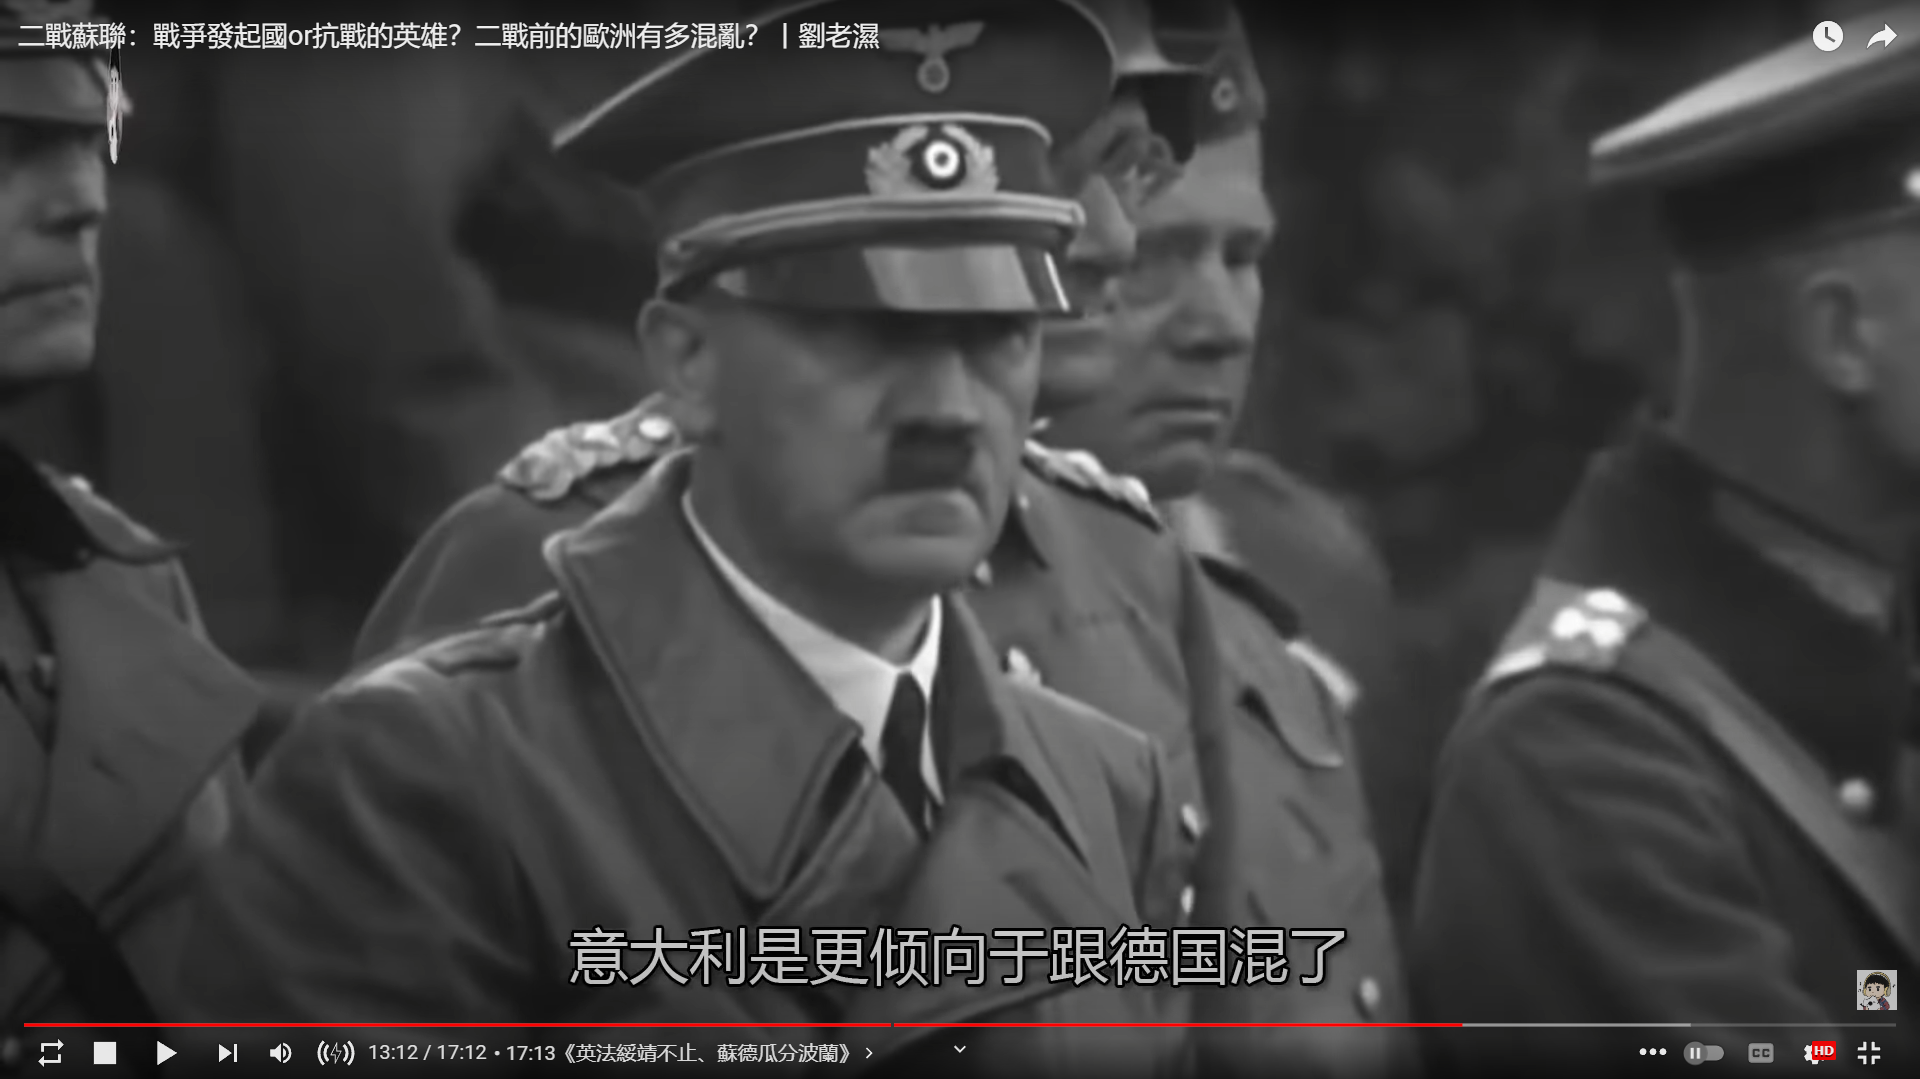 二戰蘇聯：戰爭發起國or抗戰的英雄？二戰前的歐洲有多混亂？｜劉老濕
意大利是更倾向于跟德国混了
13:12 / 17:12 • 17:13《英法綏靖不止、蘇德瓜分波蘭》
CC
HD